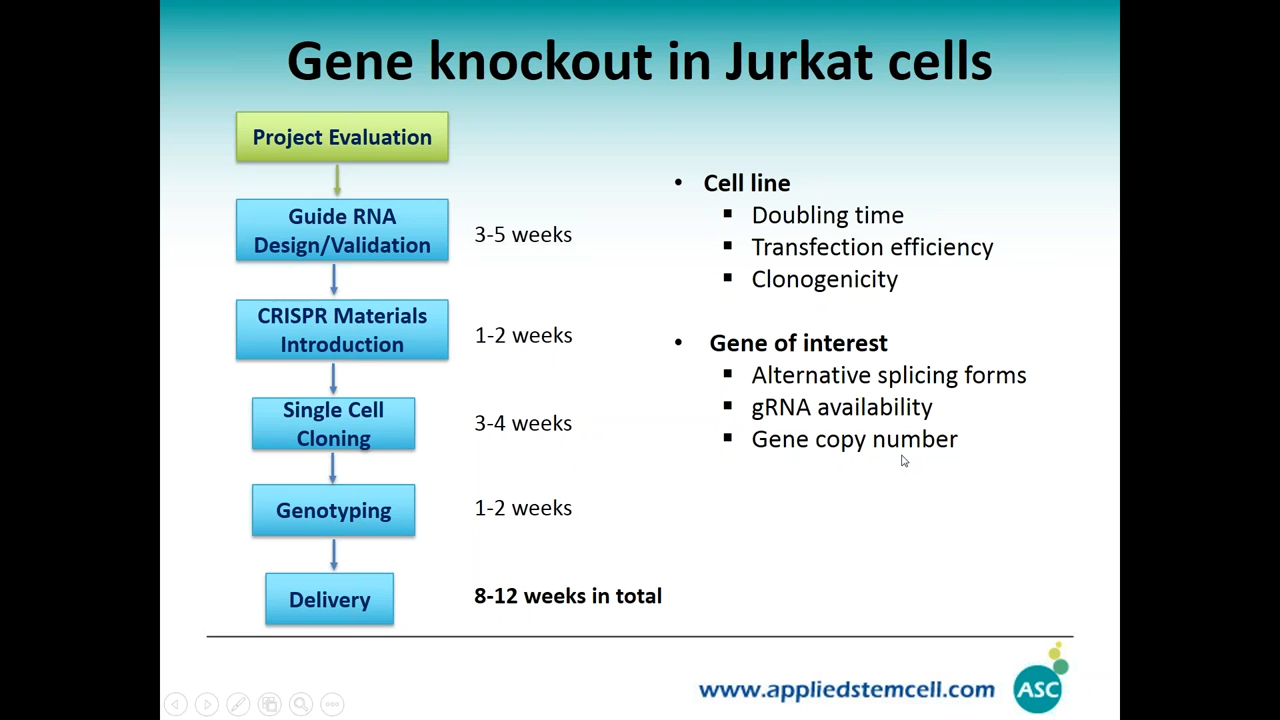 Gene knockout in Jurkat cells
Project Evaluation
Guide RNA
Design/Validation
3-5 weeks
CRISPR Materials
Introduction
1-2 weeks
Single Cell
Cloning
3-4 weeks
Genotyping
1-2 weeks
Delivery
8-12 weeks in total
• Cell line
▪ Doubling time
▪ Transfection efficiency
▪ Clonogenicity
• Gene of interest
▪ Alternative splicing forms
▪ gRNA availability
▪ Gene copy number
www.appliedstemcell.com
ASC